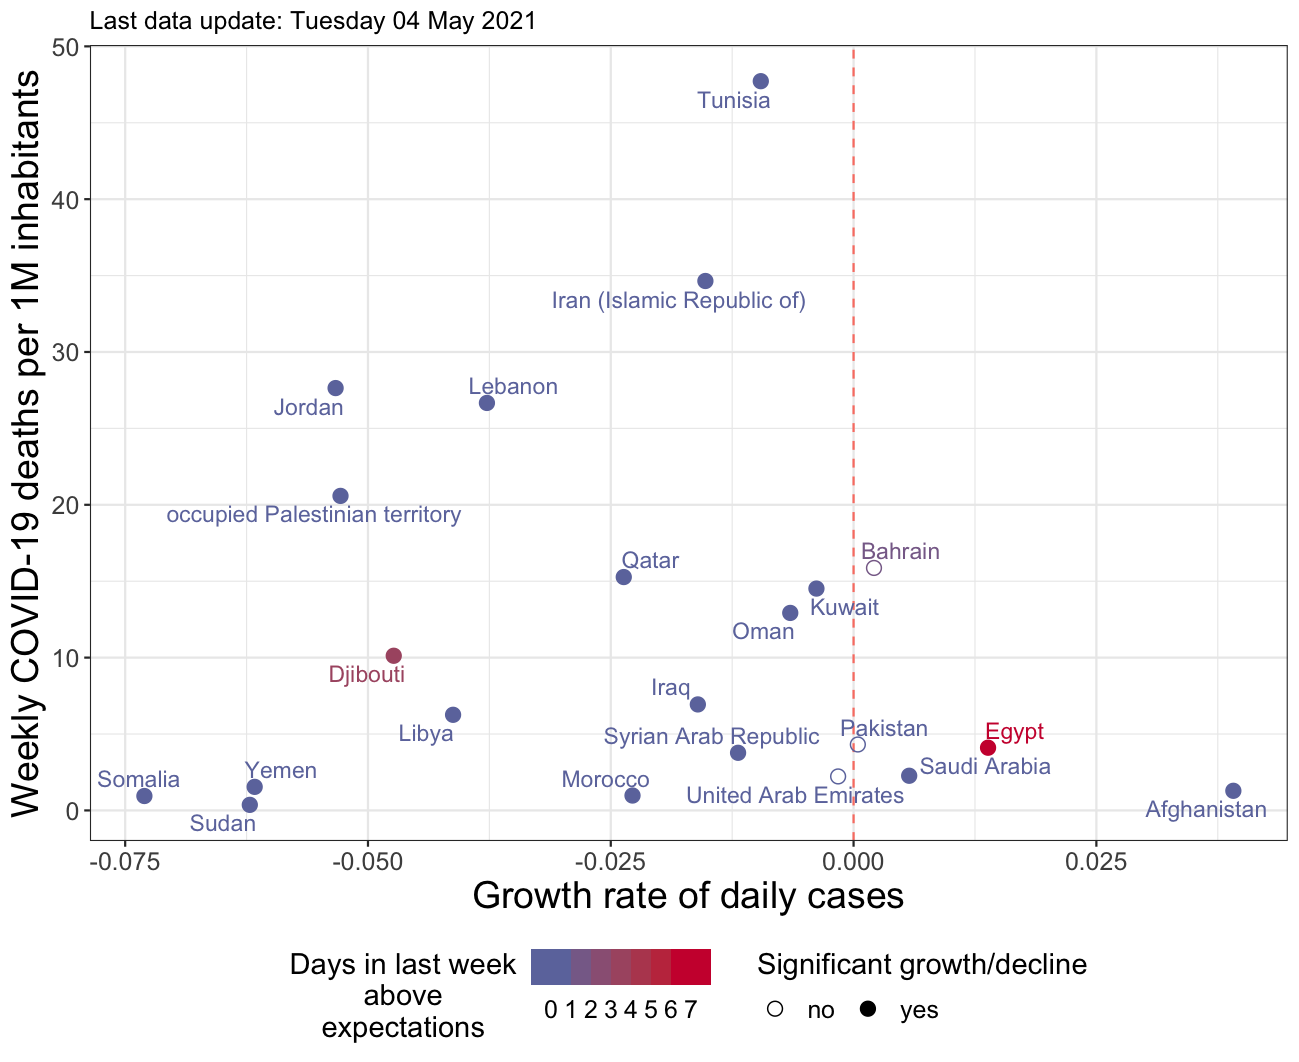 Last data update: Tuesday 04 May 2021
Weekly COVID-19 deaths per 1M inhabitants
50
40
30
20
10
0
Tunisia
Iran (Islamic Republic of)
Lebanon
Jordan
occupied Palestinian territory
Bahrain
Qatar
Kuwait
Oman
Djibouti
Iraq
Libya
Pakistan
Egypt
Syrian Arab Republic
Saudi Arabia
Yemen
Somalia
Morocco
United Arab Emirates
Afghanistan
Sudan
-0.075 -0.050 -0.025 0.000 0.025
Growth rate of daily cases
Days in last week
above
expectations
0 1 2 3 4 5 6 7
Significant growth/decline
no yes